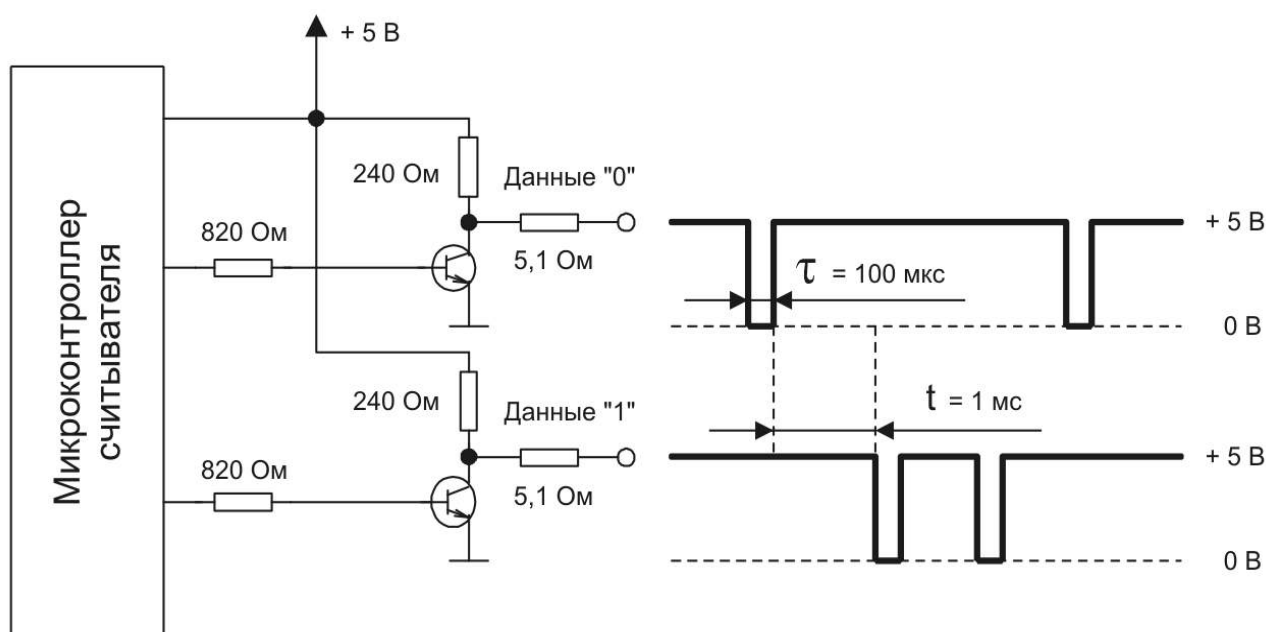 + 5 В
Микроконтроллер
считывателя
240 Ом
Данные "0"
820 Ом
5,1 Ом
+ 5 В
τ = 100 мкс
0 В
240 Ом
Данные "1"
t = 1 мс
820 Ом
5,1 Ом
+ 5 В
0 В